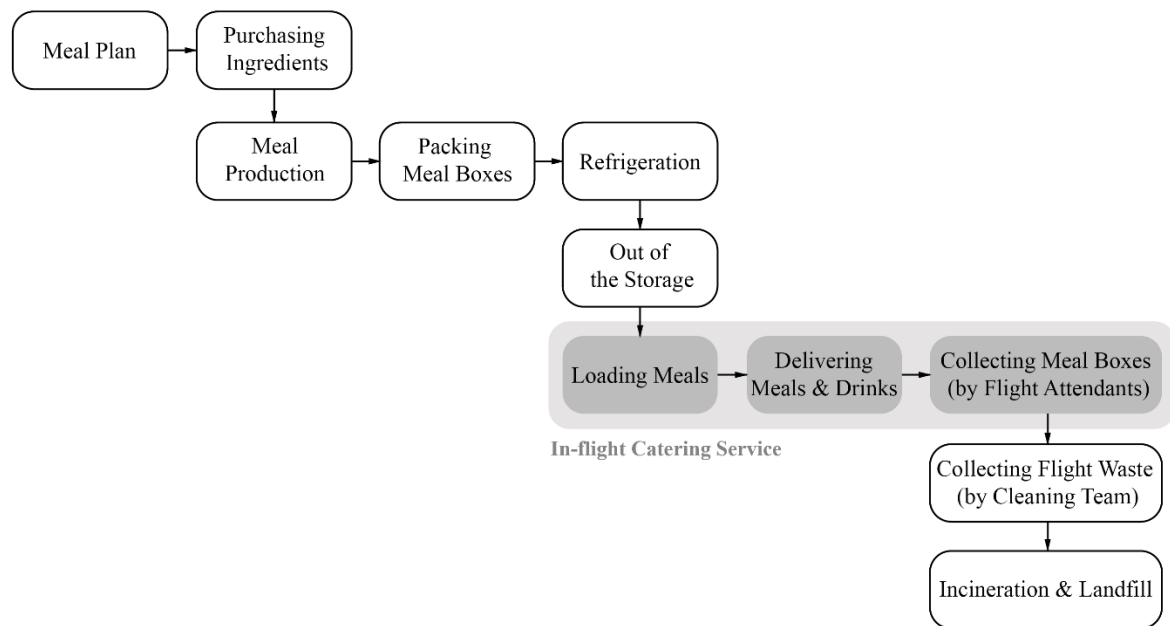 Meal Plan
Purchasing
Ingredients
Meal
Production
Packing
Meal Boxes
Refrigeration
Out of
the Storage
Loading Meals
Delivering
Meals & Drinks
Collecting Meal Boxes
(by Flight Attendants)
In-flight Catering Service
Collecting Flight Waste
(by Cleaning Team)
Incineration & Landfill